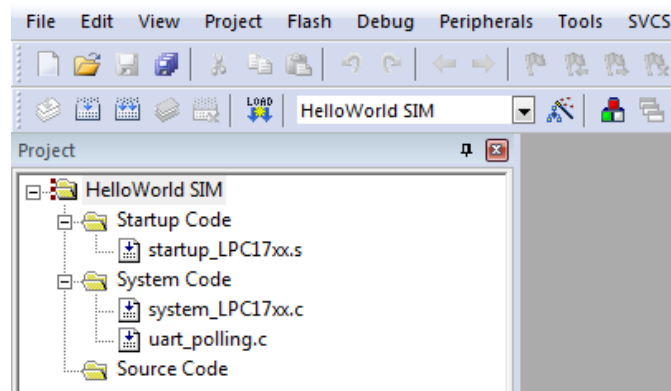 File Edit View Project Flash Debug Peripherals Tools SVCS
LOAD HelloWorld SIM
Project
HelloWorld SIM
Startup Code
startup_LPC17xx.s
System Code
system_LPC17xx.c
uart_polling.c
Source Code